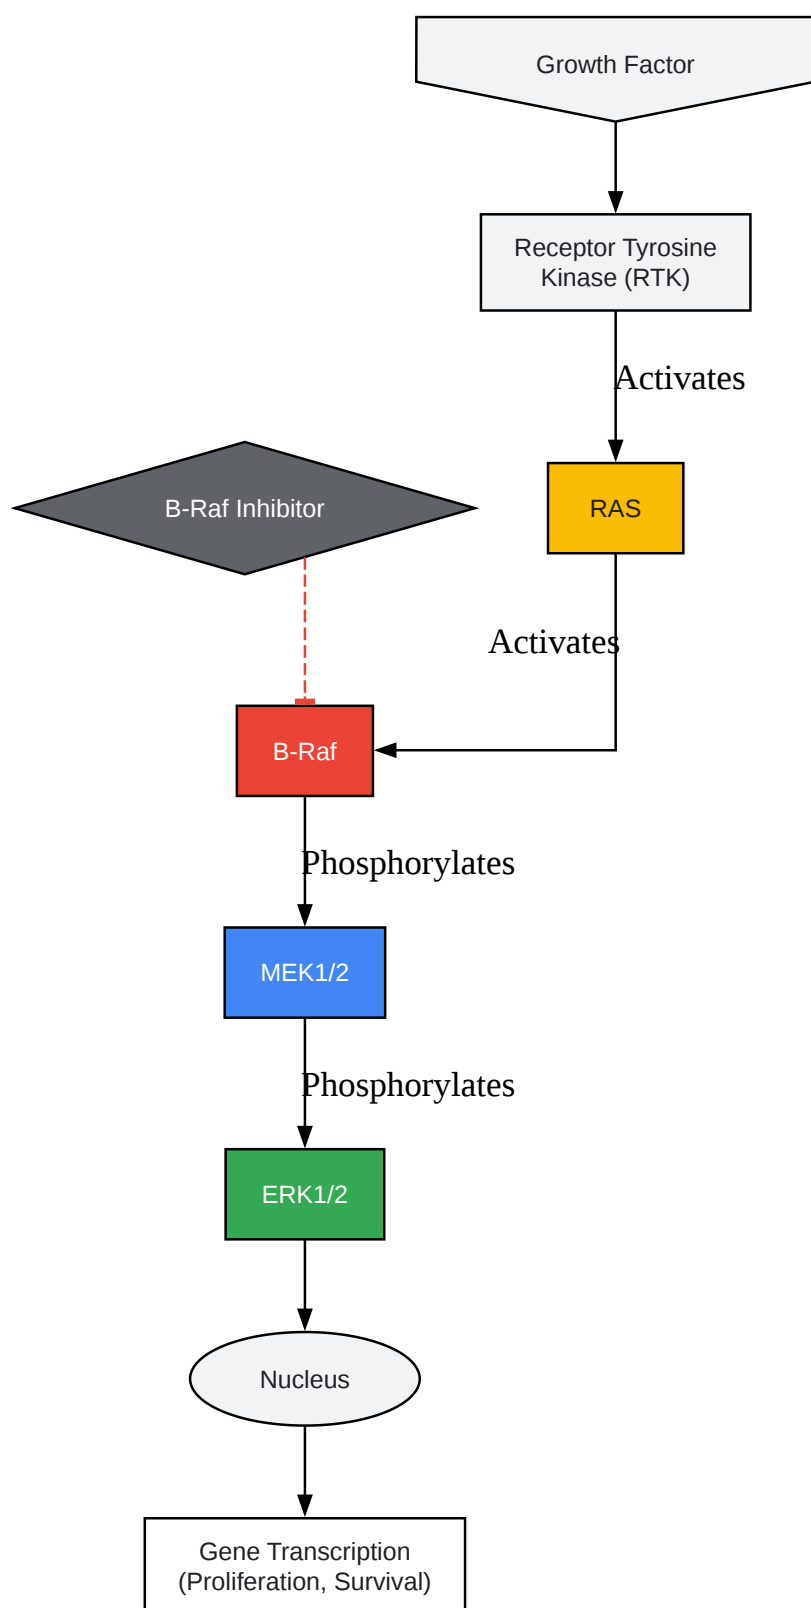 Growth Factor
Receptor Tyrosine
Kinase (RTK)
Activates
B-Raf Inhibitor
RAS
Activates
B-Raf
Phosphorylates
MEK1/2
Phosphorylates
ERK1/2
Nucleus
Gene Transcription
(Proliferation, Survival)